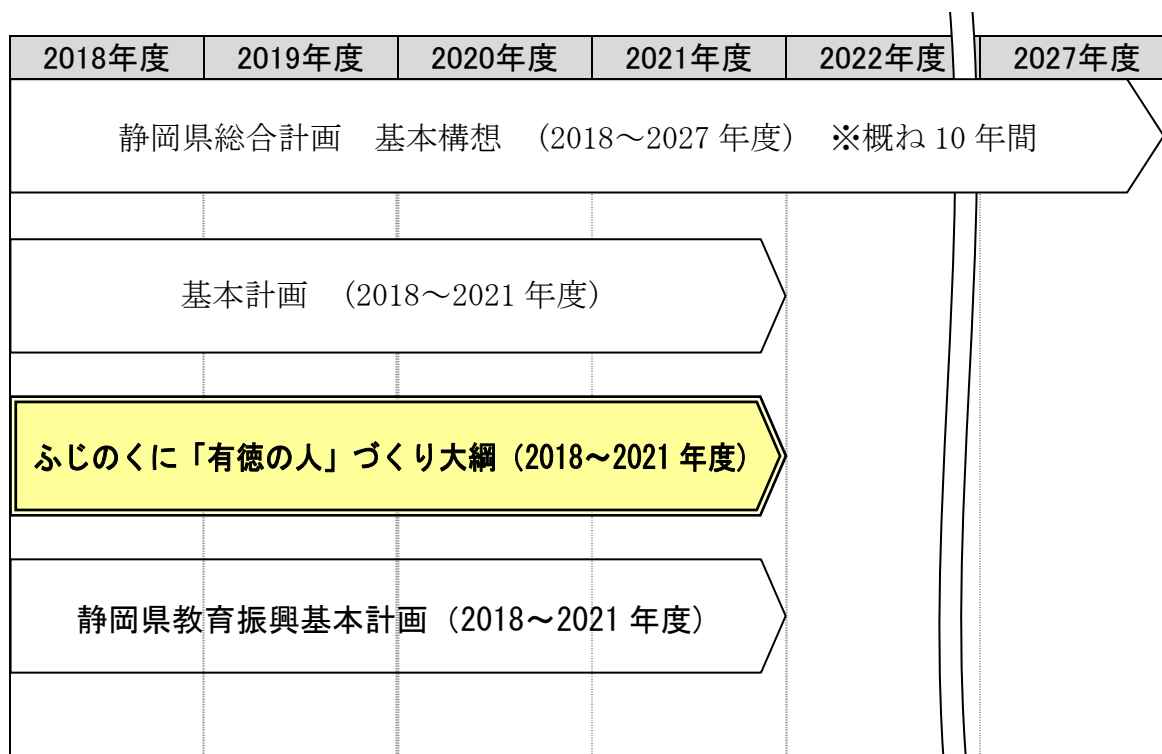 2018年度 2019年度 2020年度 2021年度 2022年度 2027年度
静岡県総合計画　基本構想　（2018～2027 年度）　※概ね 10 年間
基本計画　（2018～2021 年度）
ふじのくに「有徳の人」づくり大綱（2018～2021 年度）
静岡県教育振興基本計画（2018～2021 年度）